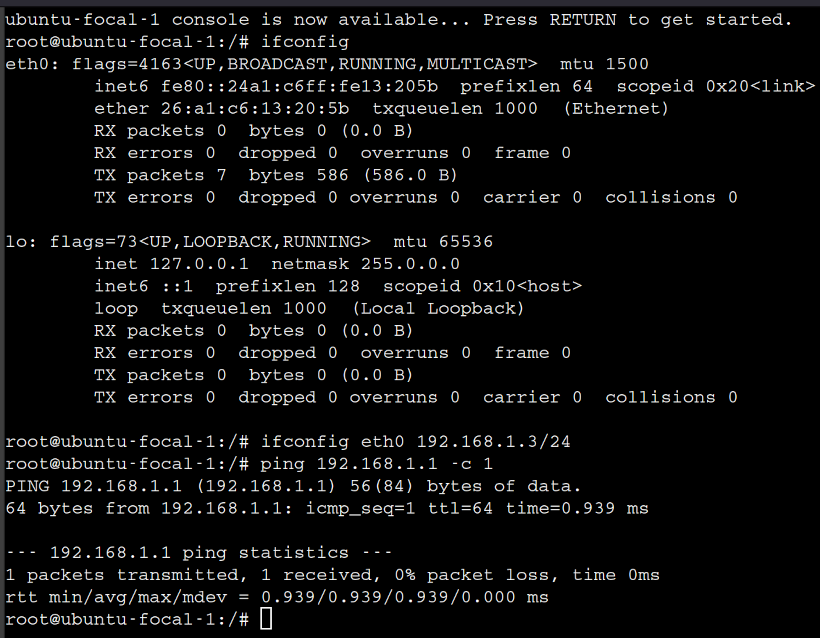 ubuntu-focal-1 console is now available... Press RETURN to get started.
root@ubuntu-focal-1:/# ifconfig
eth0: flags=4163<UP,BROADCAST,RUNNING,MULTICAST>  mtu 1500
        inet6 fe80::24a1:c6ff:fe13:205b  prefixlen 64  scopeid 0x20<link>
        ether 26:a1:c6:13:20:5b  txqueuelen 1000  (Ethernet)
        RX packets 0  bytes 0 (0.0 B)
        RX errors 0  dropped 0  overruns 0  frame 0
        TX packets 7  bytes 586 (586.0 B)
        TX errors 0  dropped 0 overruns 0  carrier 0  collisions 0

lo: flags=73<UP,LOOPBACK,RUNNING>  mtu 65536
        inet 127.0.0.1  netmask 255.0.0.0
        inet6 ::1  prefixlen 128  scopeid 0x10<host>
        loop  txqueuelen 1000  (Local Loopback)
        RX packets 0  bytes 0 (0.0 B)
        RX errors 0  dropped 0  overruns 0  frame 0
        TX packets 0  bytes 0 (0.0 B)
        TX errors 0  dropped 0 overruns 0  carrier 0  collisions 0

root@ubuntu-focal-1:/# ifconfig eth0 192.168.1.3/24
root@ubuntu-focal-1:/# ping 192.168.1.1 -c 1
PING 192.168.1.1 (192.168.1.1) 56(84) bytes of data.
64 bytes from 192.168.1.1: icmp_seq=1 ttl=64 time=0.939 ms

--- 192.168.1.1 ping statistics ---
1 packets transmitted, 1 received, 0% packet loss, time 0ms
rtt min/avg/max/mdev = 0.939/0.939/0.939/0.000 ms
root@ubuntu-focal-1:/#